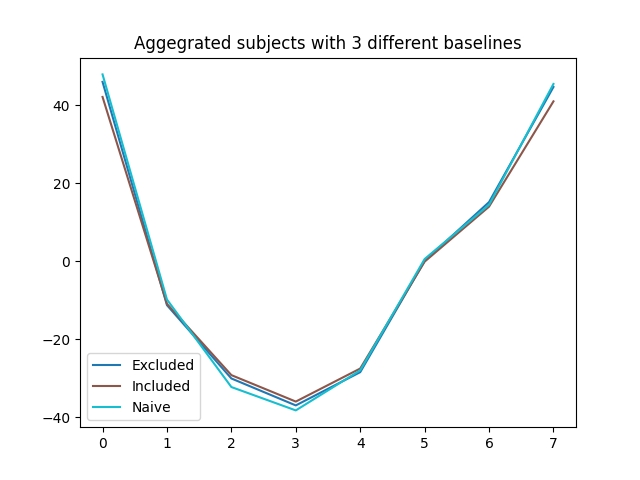 Aggegrated subjects with 3 different baselines
40
20
0
−20
−40
Excluded
Included
Naive
0 1 2 3 4 5 6 7